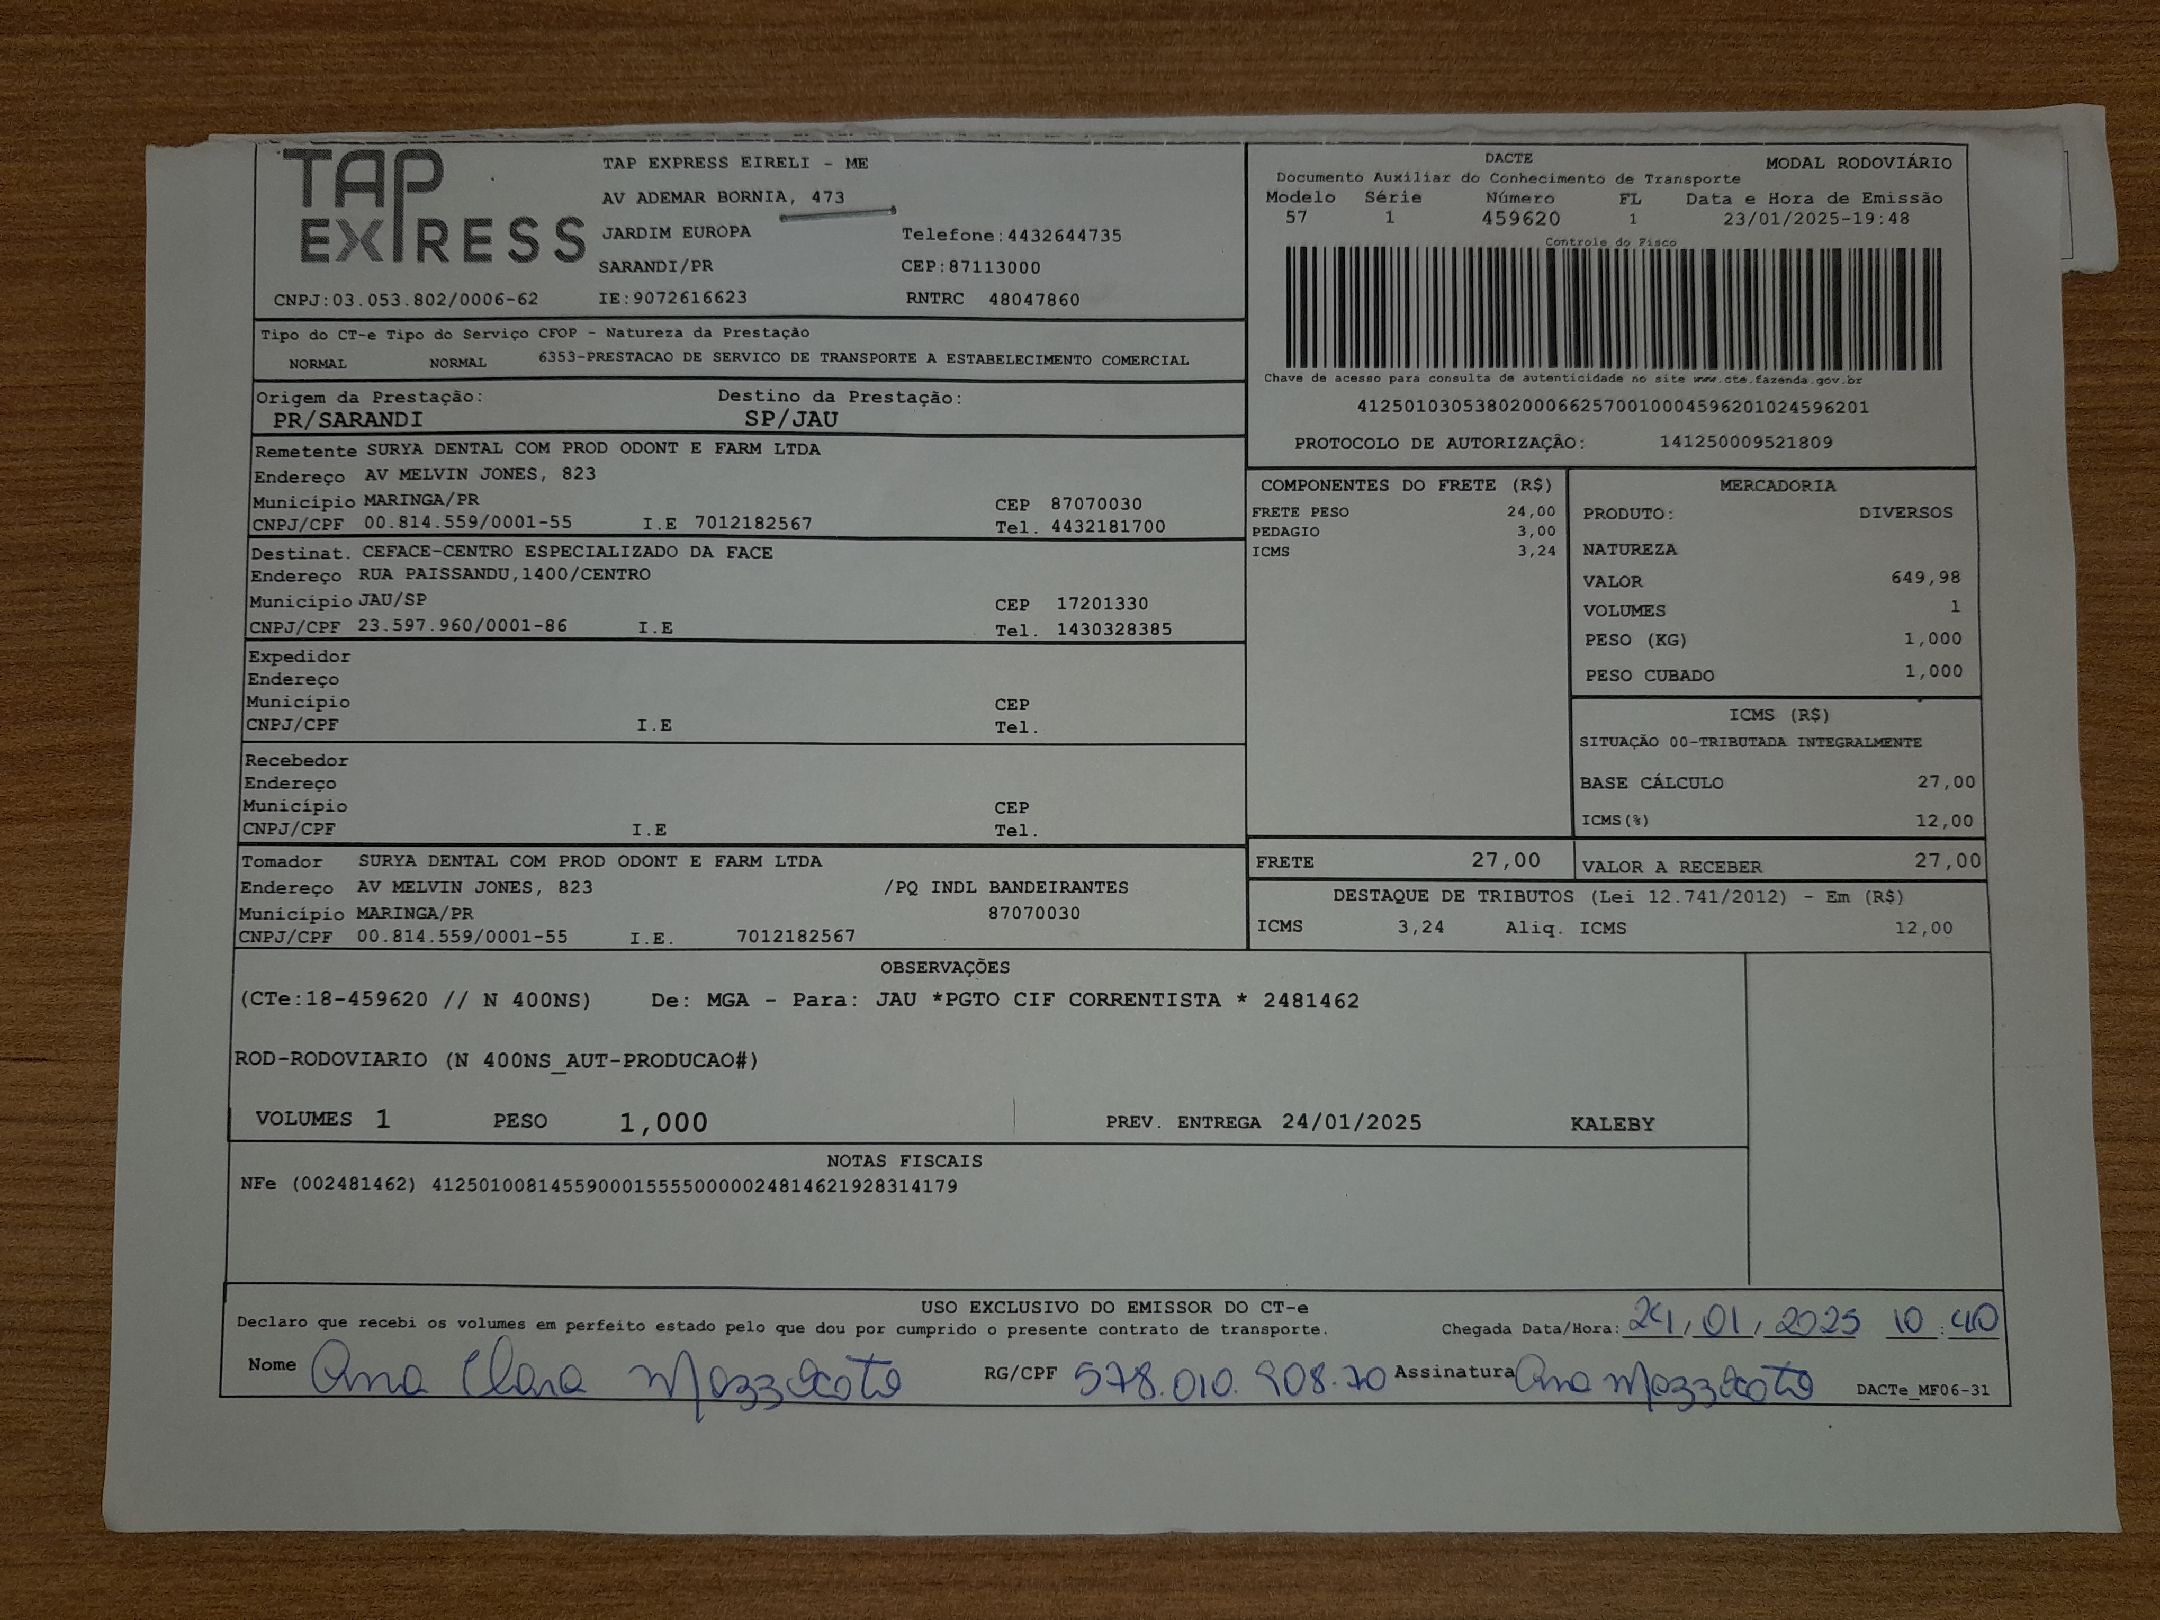 TAP EXPRESS
TAP EXPRESS EIRELI - ME
AV ADEMAR BORNIA, 473
JARDIM EUROPA Telefone:4432644735
SARANDI/PR CEP:87113000
CNPJ:03.053.802/0006-62 IE:9072616623 RNTRC 48047860
DACTE MODAL RODOVIÁRIO
Documento Auxiliar do Conhecimento de Transporte
Modelo Série Número FL Data e Hora de Emissão
57 1 459620 1 23/01/2025-19:48
Controle do Fisco
Chave de acesso para consulta de autenticidade no site www.cte.fazenda.gov.br
41250103053802000662570010004596201024596201
PROTOCOLO DE AUTORIZAÇÃO: 141250009521809
Tipo do CT-e Tipo do Serviço CFOP - Natureza da Prestação
NORMAL NORMAL 6353-PRESTACAO DE SERVICO DE TRANSPORTE A ESTABELECIMENTO COMERCIAL
Origem da Prestação: Destino da Prestação:
PR/SARANDI SP/JAU
Remetente SURYA DENTAL COM PROD ODONT E FARM LTDA
Endereço AV MELVIN JONES, 823
Município MARINGA/PR CEP 87070030
CNPJ/CPF 00.814.559/0001-55 I.E 7012182567 Tel. 4432181700
Destinat. CEFACE-CENTRO ESPECIALIZADO DA FACE
Endereço RUA PAISSANDU,1400/CENTRO
Município JAU/SP CEP 17201330
CNPJ/CPF 23.597.960/0001-86 I.E Tel. 1430328385
Expedidor
Endereço
Município CEP
CNPJ/CPF I.E Tel.
Recebedor
Endereço
Município CEP
CNPJ/CPF I.E Tel.
Tomador SURYA DENTAL COM PROD ODONT E FARM LTDA
Endereço AV MELVIN JONES, 823 /PQ INDL BANDEIRANTES
Município MARINGA/PR 87070030
CNPJ/CPF 00.814.559/0001-55 I.E. 7012182567
COMPONENTES DO FRETE (R$)
FRETE PESO 24,00
PEDAGIO 3,00
ICMS 3,24
MERCADORIA
PRODUTO: DIVERSOS
NATUREZA
VALOR 649,98
VOLUMES 1
PESO (KG) 1,000
PESO CUBADO 1,000
ICMS (R$)
SITUAÇÃO 00-TRIBUTADA INTEGRALMENTE
BASE CÁLCULO 27,00
ICMS(%) 12,00
FRETE 27,00 VALOR A RECEBER 27,00
DESTAQUE DE TRIBUTOS (Lei 12.741/2012) - Em (R$)
ICMS 3,24 Aliq. ICMS 12,00
OBSERVAÇÕES
(CTe:18-459620 // N 400NS) De: MGA - Para: JAU *PGTO CIF CORRENTISTA * 2481462
ROD-RODOVIARIO (N 400NS_AUT-PRODUCAO#)
VOLUMES 1 PESO 1,000 PREV. ENTREGA 24/01/2025 KALEBY
NOTAS FISCAIS
NFe (002481462) 41250100814559000155550000024814621928314179
USO EXCLUSIVO DO EMISSOR DO CT-e
Declaro que recebi os volumes em perfeito estado pelo que dou por cumprido o presente contrato de transporte. Chegada Data/Hora: 24/01/2025 10:40
Nome Ana Clara RG/CPF 578.010.908.70 Assinatura Ana DACTe_MF06-31